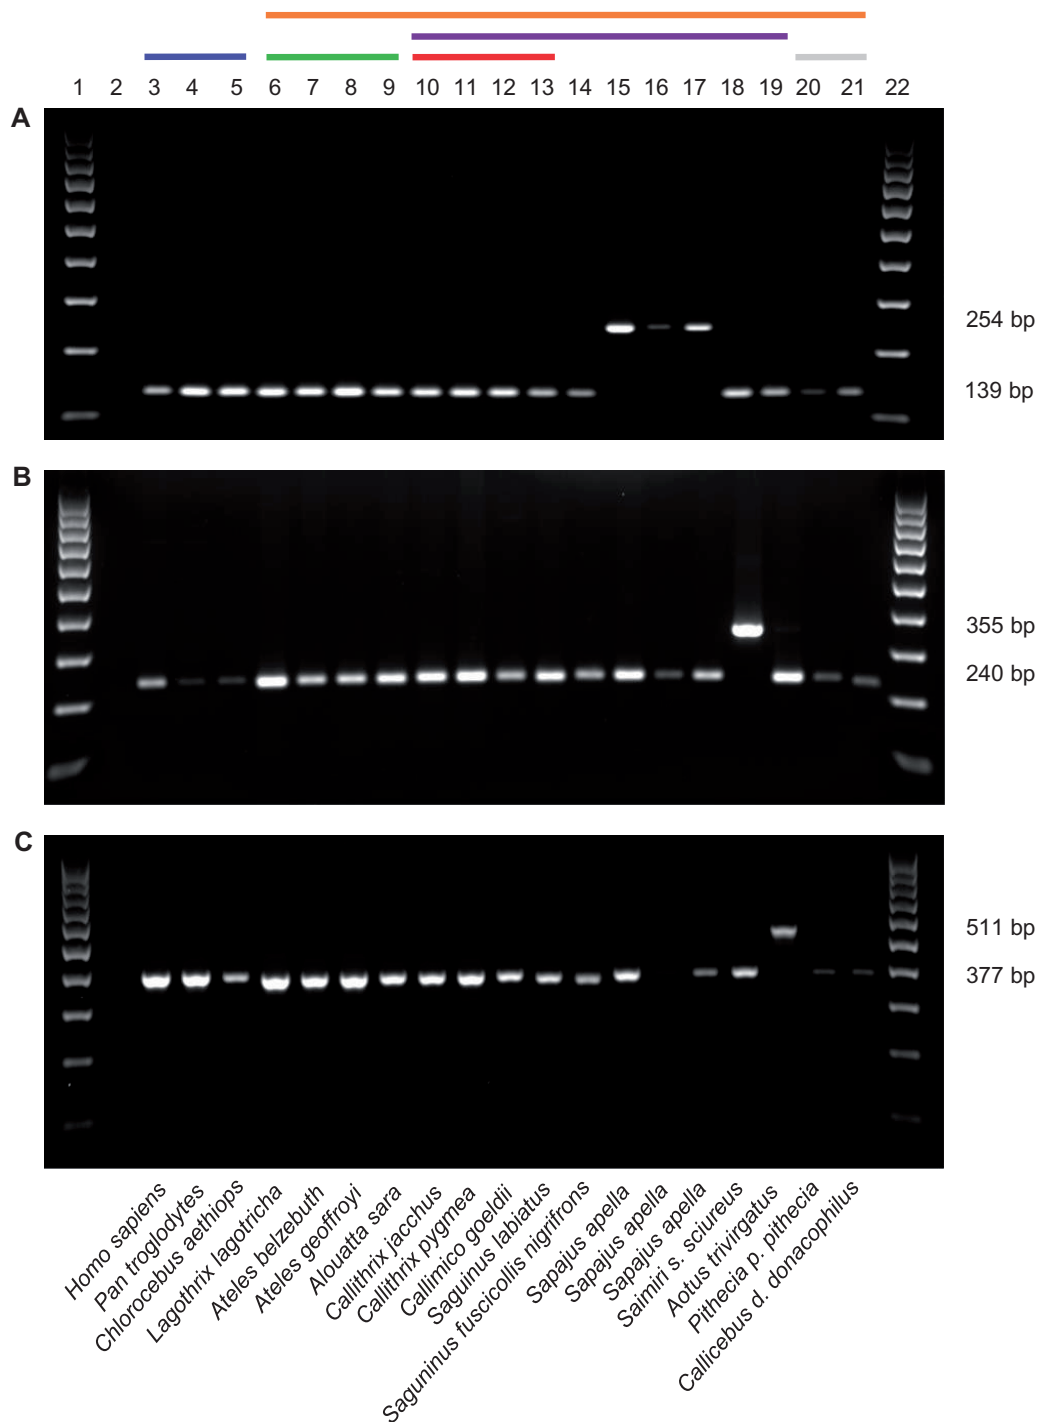 1 2 3 4 5 6 7 8 9 10 11 12 13 14 15 16 17 18 19 20 21 22
A
254 bp
139 bp
B
355 bp
240 bp
C
511 bp
377 bp
Homo sapiens
Pan troglodytes
Chlorocebus aethiops
Lagothrix lagotricha
Ateles belzebuth
Ateles geoffroyi
Alouatta sara
Callithrix jacchus
Callithrix pygmea
Callimico goeldii
Saguinus labiatus
Saguninus fuscicollis nigrifrons
Sapajus apella
Sapajus apella
Sapajus apella
Saimiri s. sciureus
Aotus trivirgatus
Pithecia p. pithecia
Callicebus d. donacophilus